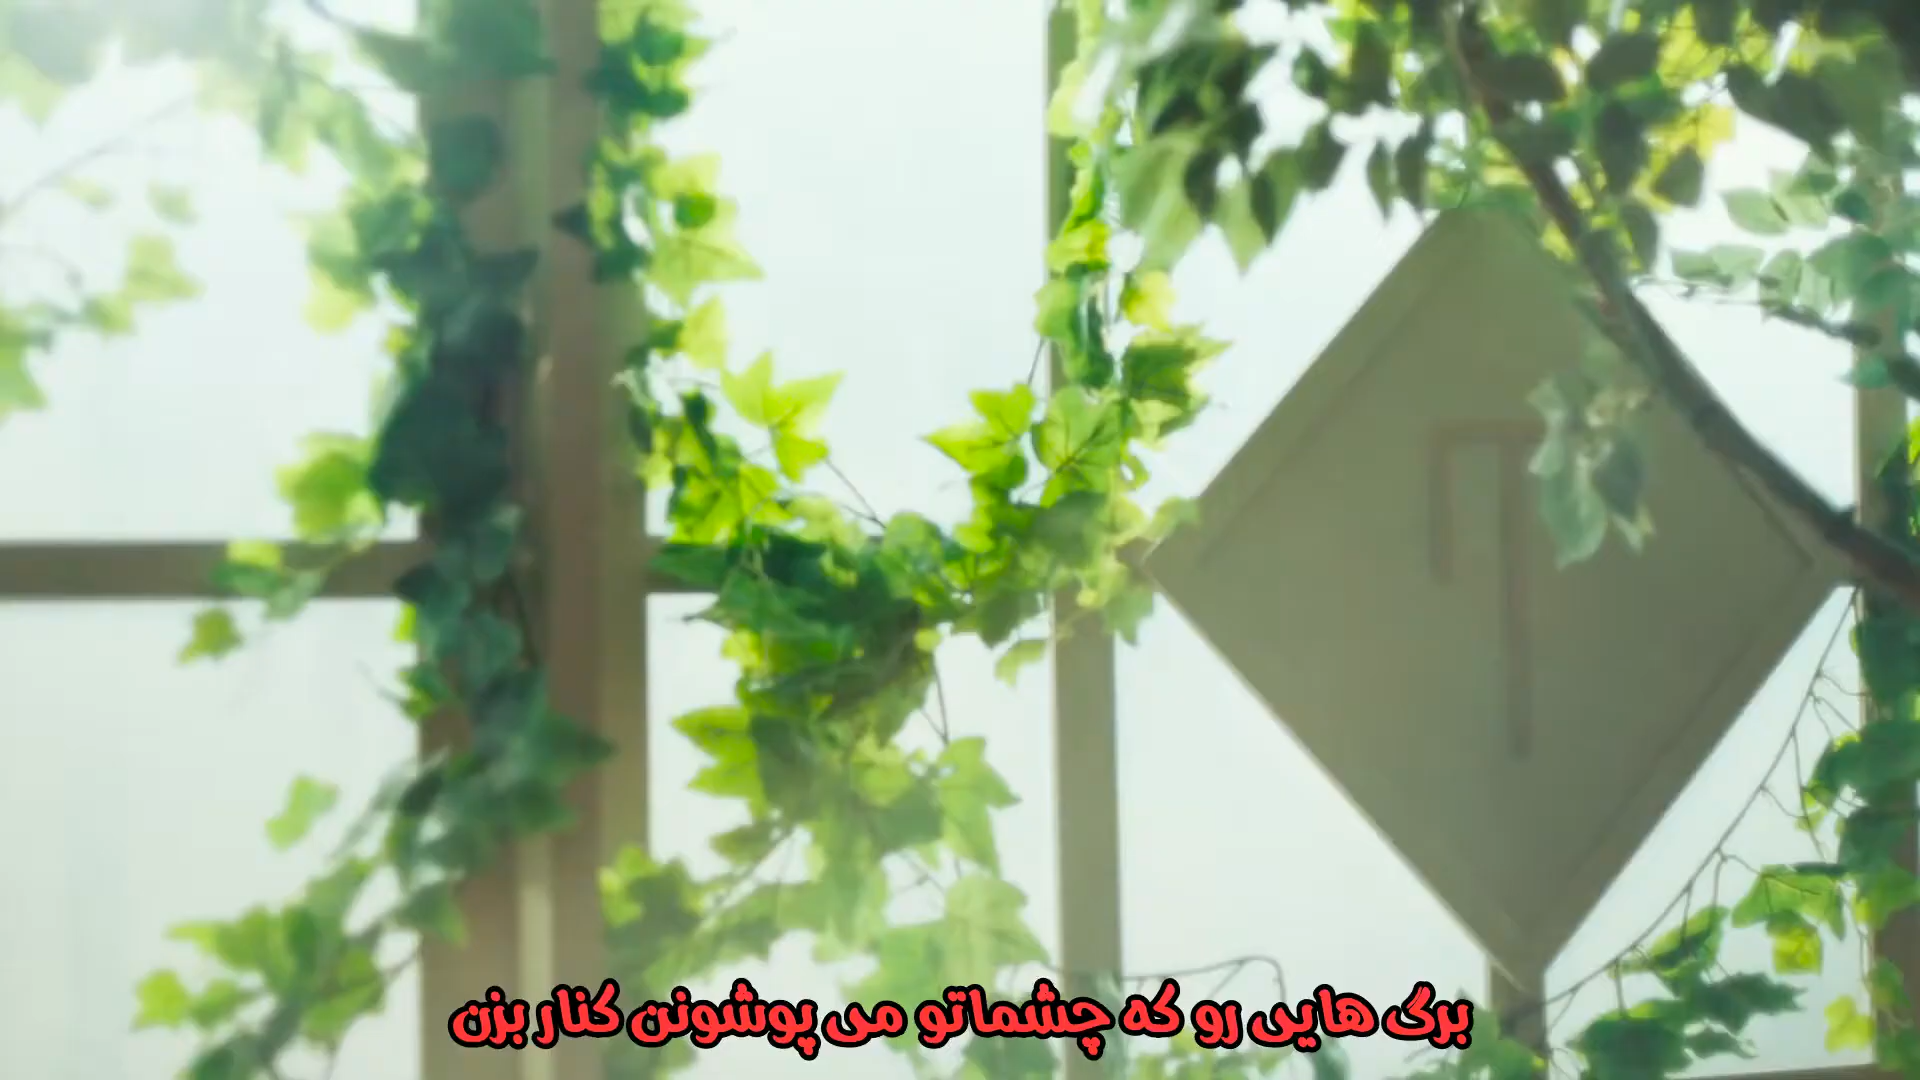 برگ هایی رو که چشماتو می پوشونن کنار بزن